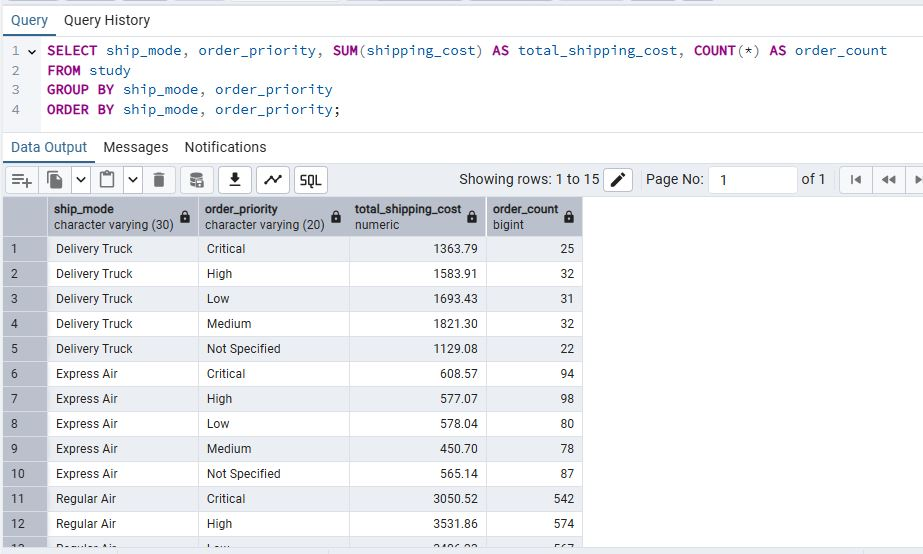 Query Query History
1 SELECT ship_mode, order_priority, SUM(shipping_cost) AS total_shipping_cost, COUNT(*) AS order_count
2 FROM study
3 GROUP BY ship_mode, order_priority
4 ORDER BY ship_mode, order_priority;
Data Output Messages Notifications
SQL Showing rows: 1 to 15 Page No: 1 of 1
ship_mode order_priority total_shipping_cost order_count
character varying (30) character varying (20) numeric bigint
1 Delivery Truck Critical 1363.79 25
2 Delivery Truck High 1583.91 32
3 Delivery Truck Low 1693.43 31
4 Delivery Truck Medium 1821.30 32
5 Delivery Truck Not Specified 1129.08 22
6 Express Air Critical 608.57 94
7 Express Air High 577.07 98
8 Express Air Low 578.04 80
9 Express Air Medium 450.70 78
10 Express Air Not Specified 565.14 87
11 Regular Air Critical 3050.52 542
12 Regular Air High 3531.86 574
13 Regular Air Low